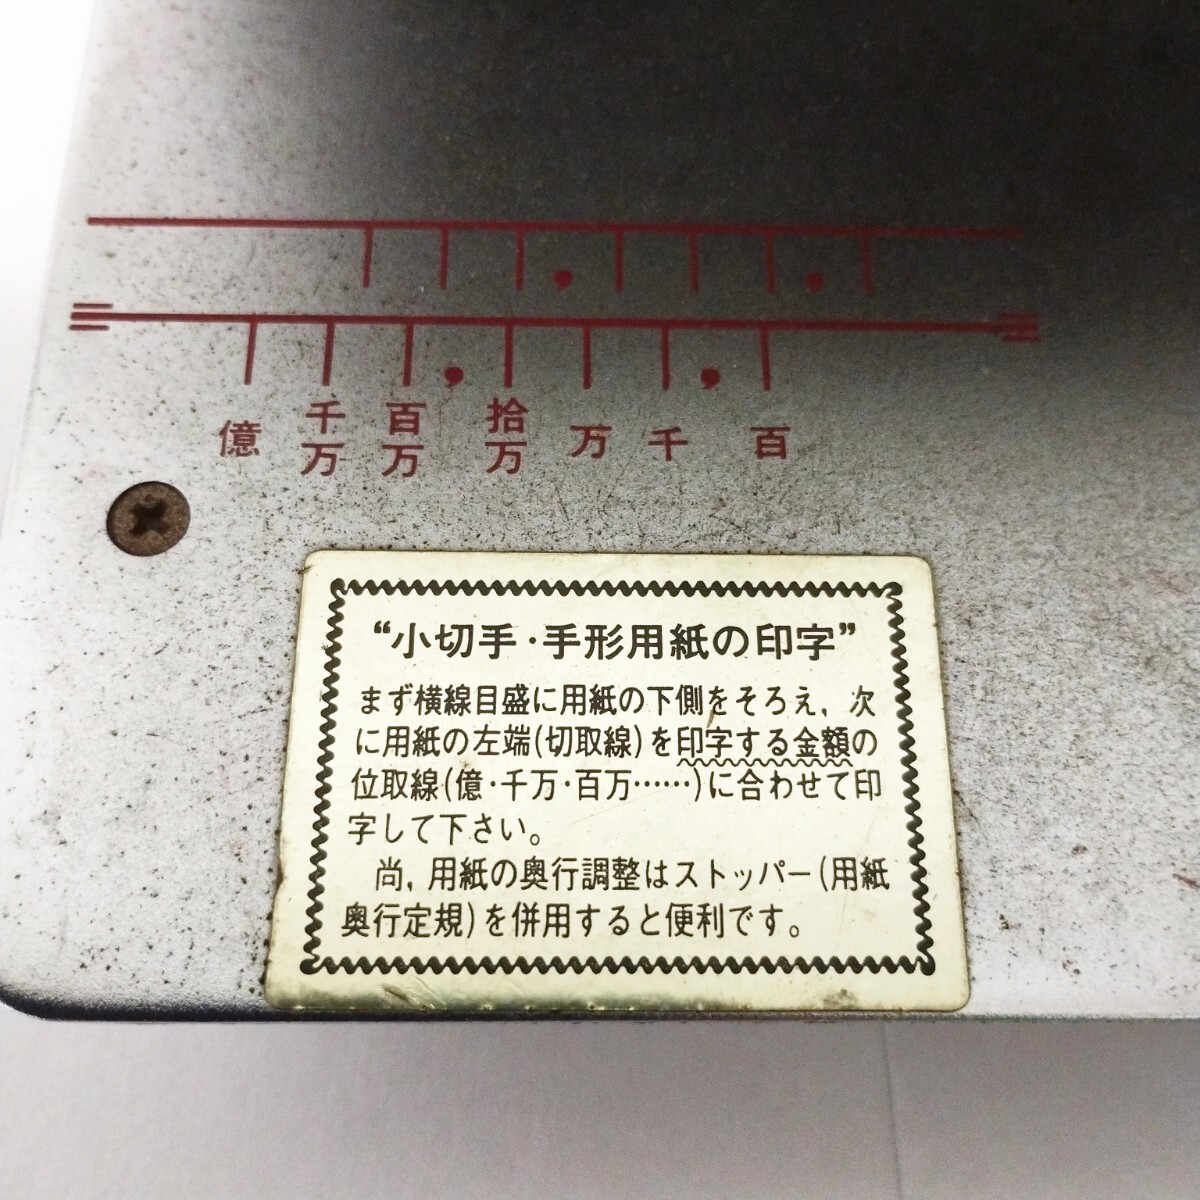 億 千万 百万 , 拾万 万 千 , 百
“小切手・手形用紙の印字”
まず横線目盛に用紙の下側をそろえ，次
に用紙の左端(切取線)を印字する金額の
位取線(億・千万・百万……)に合わせて印
字して下さい。
尚，用紙の奥行調整はストッパー(用紙
奥行定規)を併用すると便利です。